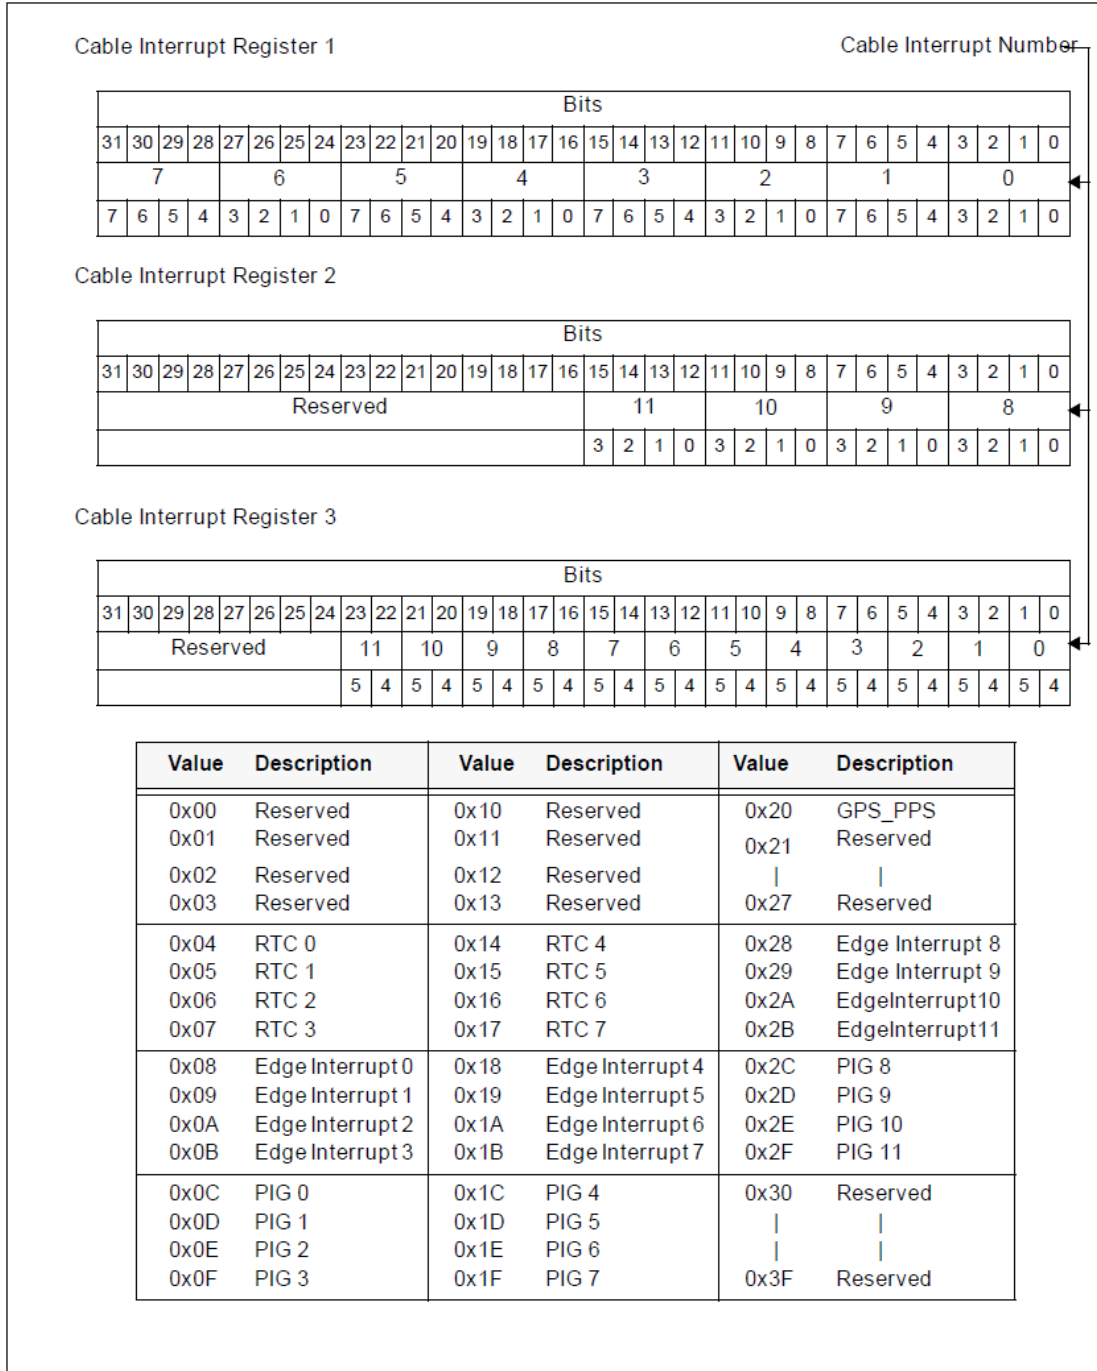 Cable Interrupt Register 1 Cable Interrupt Number
Bits
31 30 29 28 27 26 25 24 23 22 21 20 19 18 17 16 15 14 13 12 11 10 9 8 7 6 5 4 3 2 1 0
7 6 5 4 3 2 1 0
7 6 5 4 3 2 1 0 7 6 5 4 3 2 1 0 7 6 5 4 3 2 1 0 7 6 5 4 3 2 1 0
Cable Interrupt Register 2
Bits
31 30 29 28 27 26 25 24 23 22 21 20 19 18 17 16 15 14 13 12 11 10 9 8 7 6 5 4 3 2 1 0
Reserved 11 10 9 8
3 2 1 0 3 2 1 0 3 2 1 0 3 2 1 0
Cable Interrupt Register 3
Bits
31 30 29 28 27 26 25 24 23 22 21 20 19 18 17 16 15 14 13 12 11 10 9 8 7 6 5 4 3 2 1 0
Reserved 11 10 9 8 7 6 5 4 3 2 1 0
5 4 5 4 5 4 5 4 5 4 5 4 5 4 5 4 5 4 5 4 5 4 5 4
Value Description Value Description Value Description
0x00 Reserved 0x10 Reserved 0x20 GPS_PPS
0x01 Reserved 0x11 Reserved 0x21 Reserved
0x02 Reserved 0x12 Reserved | |
0x03 Reserved 0x13 Reserved 0x27 Reserved
0x04 RTC 0 0x14 RTC 4 0x28 Edge Interrupt 8
0x05 RTC 1 0x15 RTC 5 0x29 Edge Interrupt 9
0x06 RTC 2 0x16 RTC 6 0x2A EdgeInterrupt10
0x07 RTC 3 0x17 RTC 7 0x2B EdgeInterrupt11
0x08 Edge Interrupt 0 0x18 Edge Interrupt 4 0x2C PIG 8
0x09 Edge Interrupt 1 0x19 Edge Interrupt 5 0x2D PIG 9
0x0A Edge Interrupt 2 0x1A Edge Interrupt 6 0x2E PIG 10
0x0B Edge Interrupt 3 0x1B Edge Interrupt 7 0x2F PIG 11
0x0C PIG 0 0x1C PIG 4 0x30 Reserved
0x0D PIG 1 0x1D PIG 5 | |
0x0E PIG 2 0x1E PIG 6 | |
0x0F PIG 3 0x1F PIG 7 0x3F Reserved